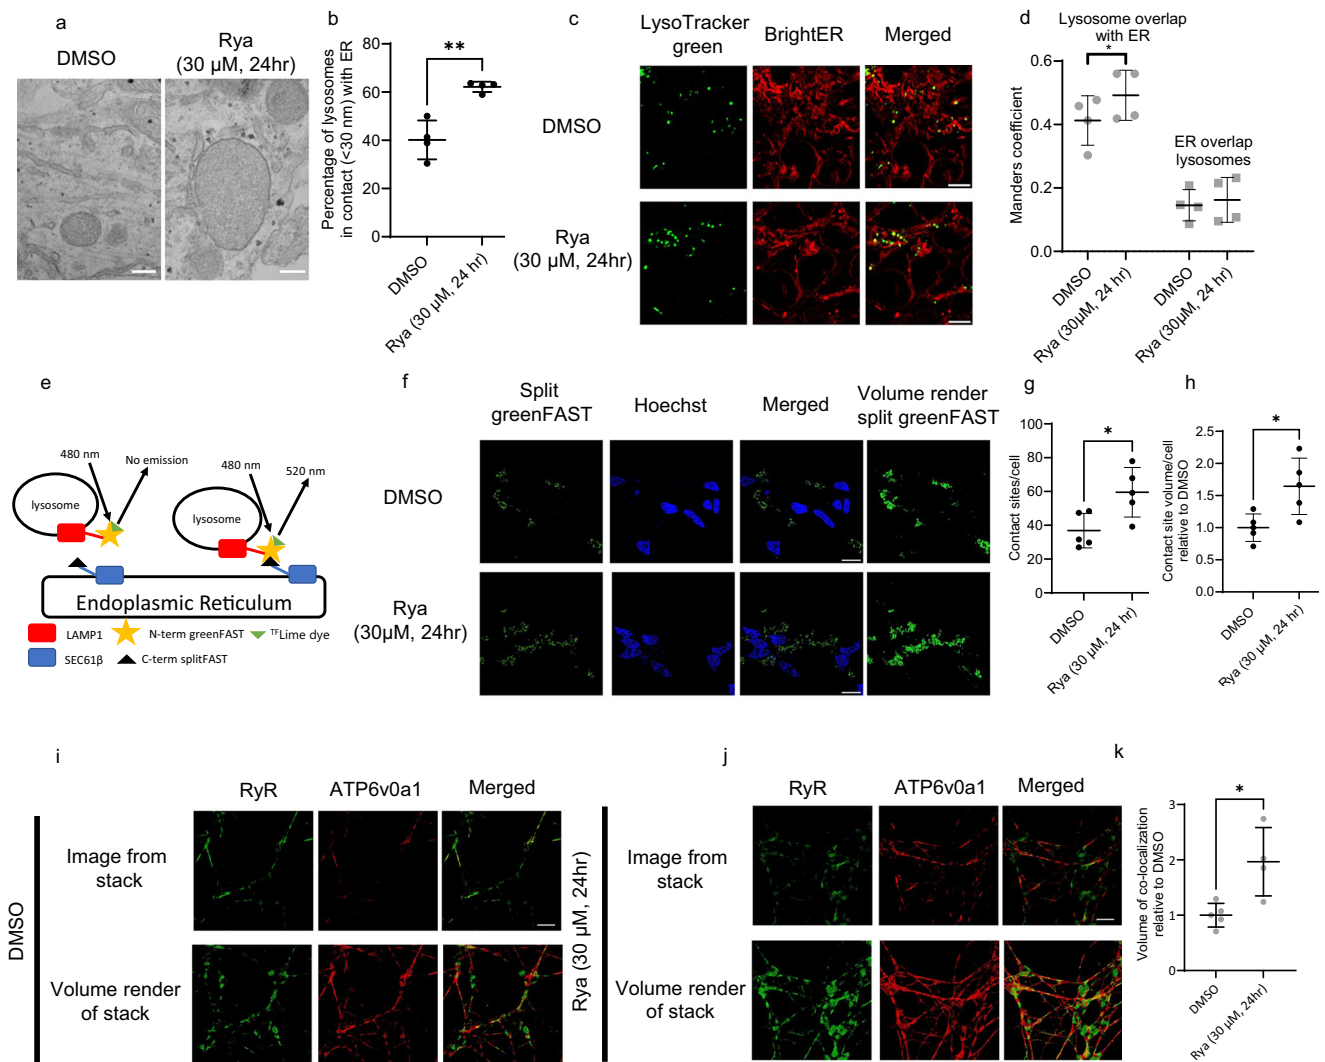 a
DMSO
Rya
(30 µM, 24hr)
b
Percentage of lysosomes
in contact (<30 nm) with ER
80
60
40
20
0
**
DMSO
Rya (30 µM, 24 hr)
c
LysoTracker
green
BrightER
Merged
DMSO
Rya
(30 µM, 24hr)
d
Lysosome overlap
with ER
*
ER overlap
lysosomes
Manders coefficient
0.6
0.4
0.2
0.0
DMSO
Rya (30µM, 24 hr)
DMSO
Rya (30µM, 24 hr)
e
480 nm
No emission
480 nm
520 nm
lysosome
lysosome
Endoplasmic Reticulum
LAMP1
N-term greenFAST
TFLime dye
SEC61β
C-term splitFAST
f
Split
greenFAST
Hoechst
Merged
Volume render
split greenFAST
DMSO
Rya
(30µM, 24hr)
g
Contact sites/cell
100
80
60
40
20
0
*
DMSO
Rya (30 µM, 24 hr)
h
Contact site volume/cell
relative to DMSO
2.5
2.0
1.5
1.0
0.5
0.0
*
DMSO
Rya (30 µM, 24 hr)
i
DMSO
RyR
ATP6v0a1
Merged
Image from
stack
Volume render
of stack
j
Rya (30 µM, 24hr)
RyR
ATP6v0a1
Merged
Image from
stack
Volume render
of stack
k
Volume of co-localization
relative to DMSO
3
2
1
0
*
DMSO
Rya (30 µM, 24hr)